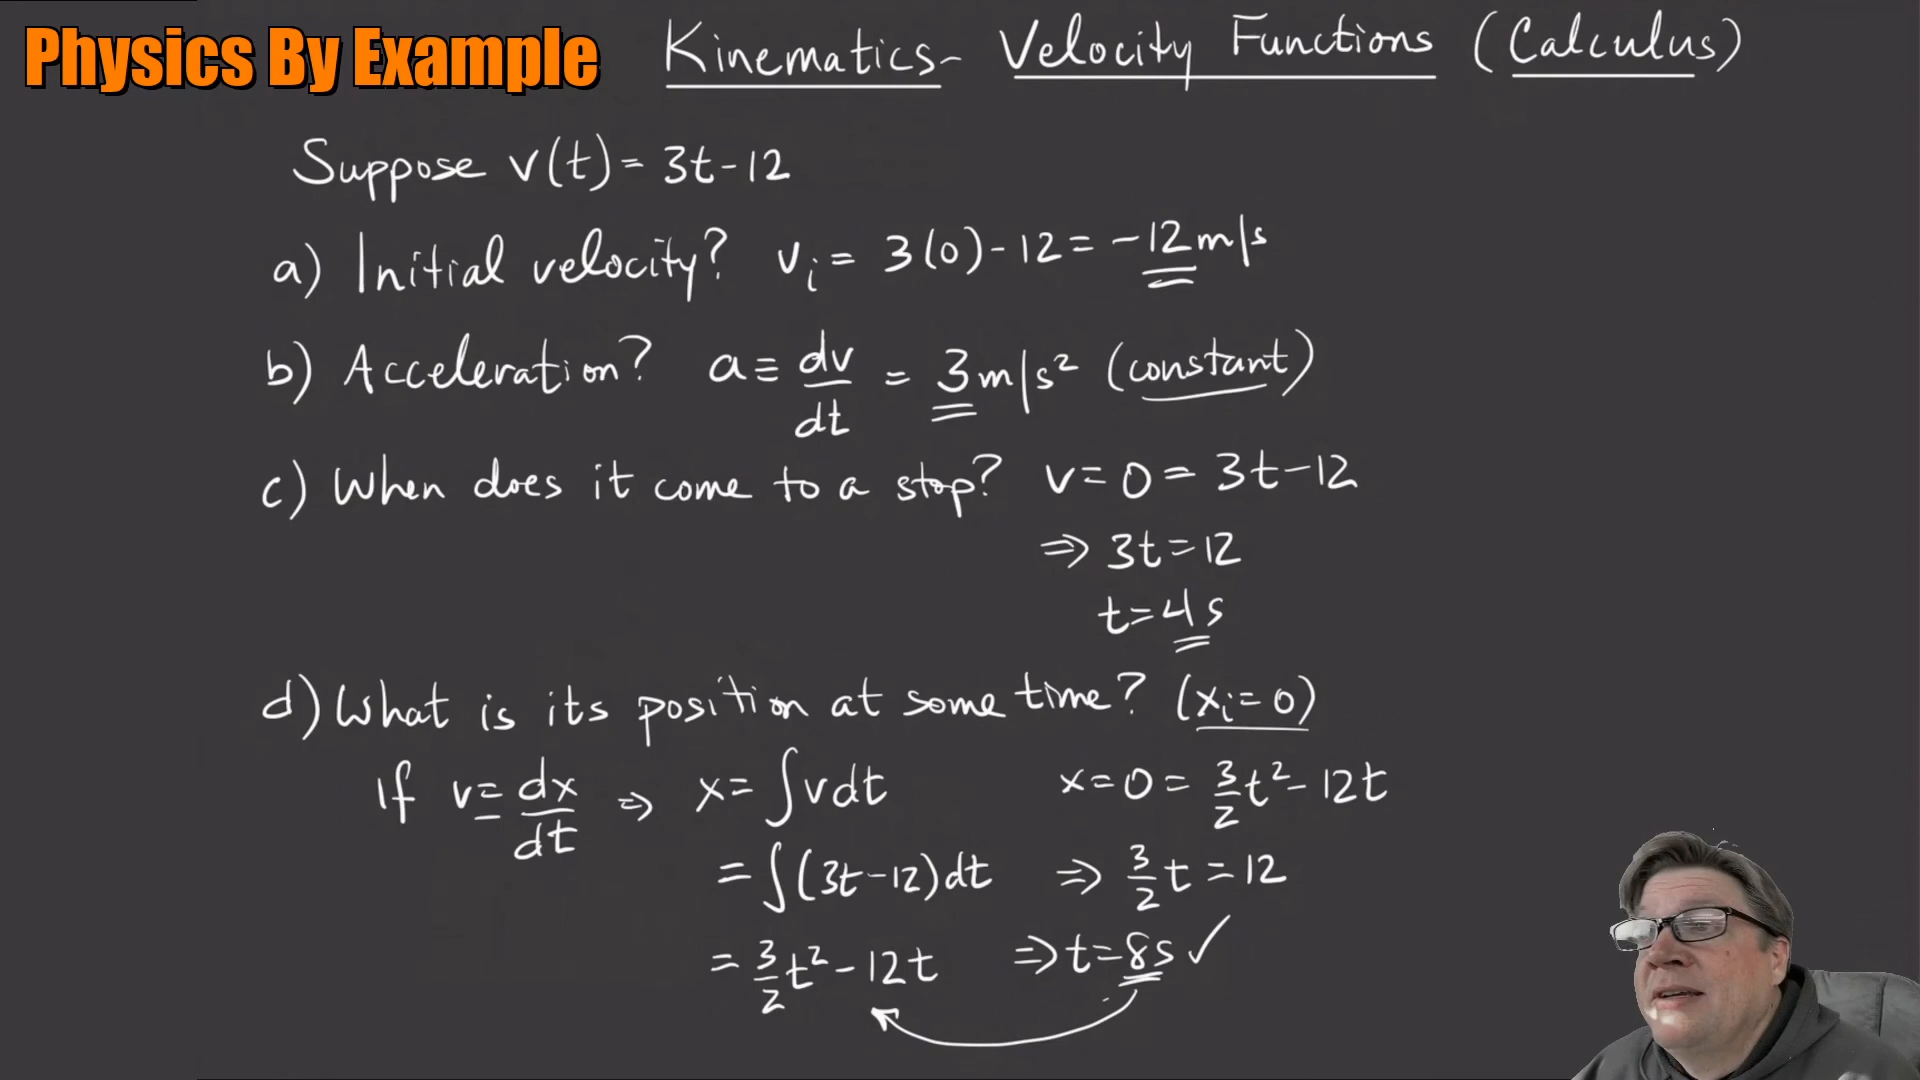 Physics By Example
Kinematics- Velocity Functions (Calculus)
Suppose v(t)= 3t-12
a) Initial velocity? vᵢ = 3(0)-12 = -12 m/s
b) Acceleration? a ≡ dv/dt = 3 m/s² (constant)
c) When does it come to a stop? v=0=3t-12
⇒ 3t=12
t=4s
d) What is its position at some time? (xᵢ=0)
If v= dx/dt ⇒ x= ∫vdt
= ∫(3t-12)dt
= 3/2 t² - 12t
x=0= 3/2 t² - 12t
⇒ 3/2 t = 12
⇒ t=8s ✓